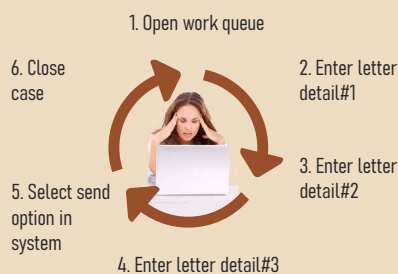 1. Open work queue
2. Enter letter
detail#1
3. Enter letter
detail#2
4. Enter letter detail#3
5. Select send
option in
system
6. Close
case